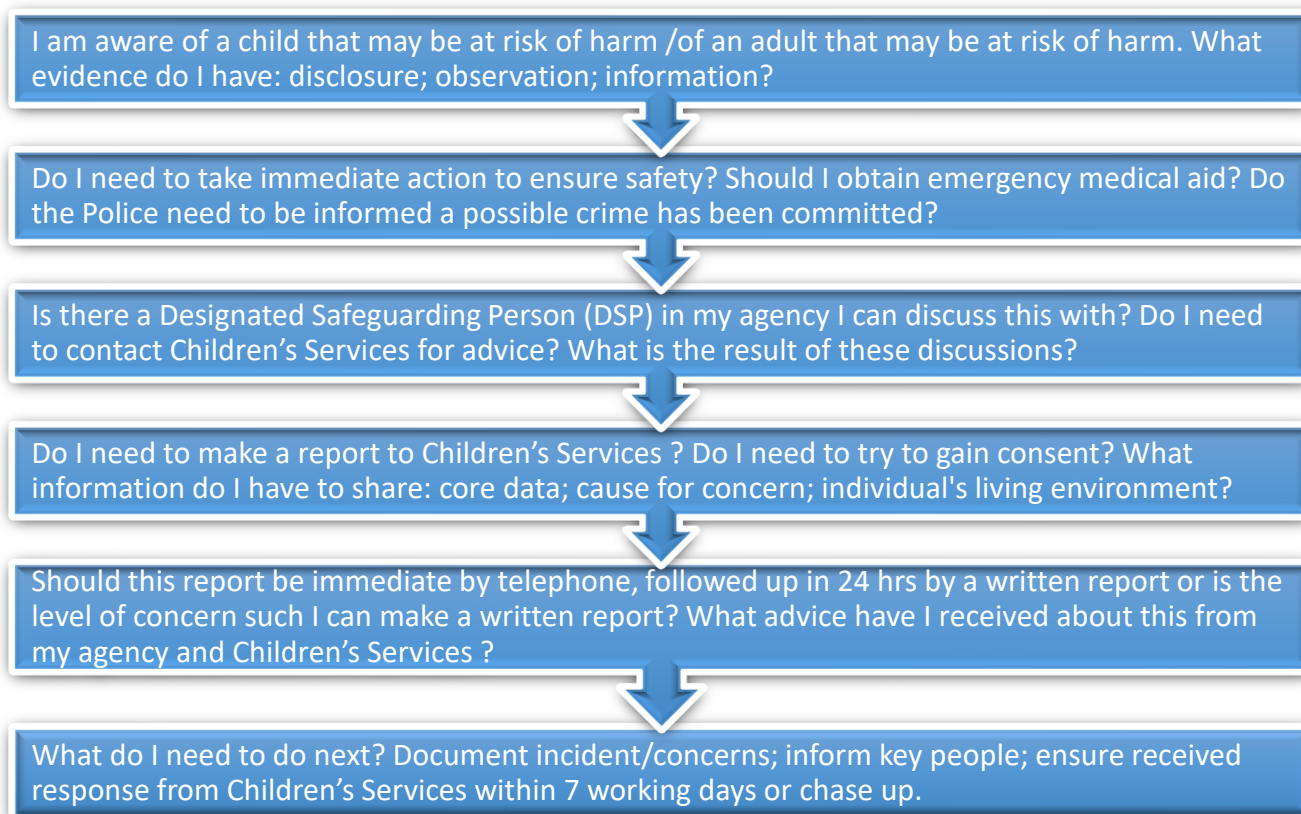 I am aware of a child that may be at risk of harm /of an adult that may be at risk of harm. What
evidence do I have: disclosure; observation; information?
Do I need to take immediate action to ensure safety? Should I obtain emergency medical aid? Do
the Police need to be informed a possible crime has been committed?
Is there a Designated Safeguarding Person (DSP) in my agency I can discuss this with? Do I need
to contact Children’s Services for advice? What is the result of these discussions?
Do I need to make a report to Children’s Services ? Do I need to try to gain consent? What
information do I have to share: core data; cause for concern; individual's living environment?
Should this report be immediate by telephone, followed up in 24 hrs by a written report or is the
level of concern such I can make a written report? What advice have I received about this from
my agency and Children’s Services ?
What do I need to do next? Document incident/concerns; inform key people; ensure received
response from Children’s Services within 7 working days or chase up.